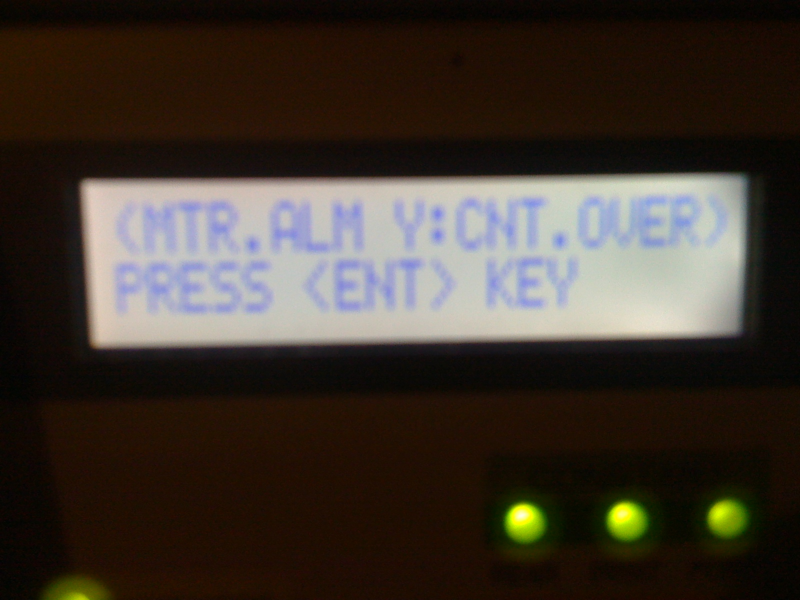 (MTR.ALM Y:CNT.OVER)
PRESS <ENT> KEY